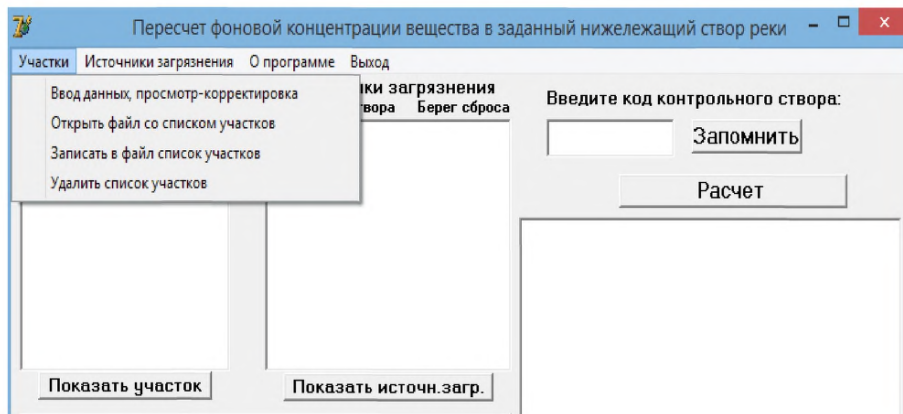 Пересчет фоновой концентрации вещества в заданный нижележащий створ реки
Участки Источники загрязнения О программе Выход
Ввод данных, просмотр-корректировка
Открыть файл со списком участков
Записать в файл список участков
Удалить список участков
загрязнения
Берег сброса
Введите код контрольного створа:
Запомнить
Расчет
Показать участок
Показать источн.загр.